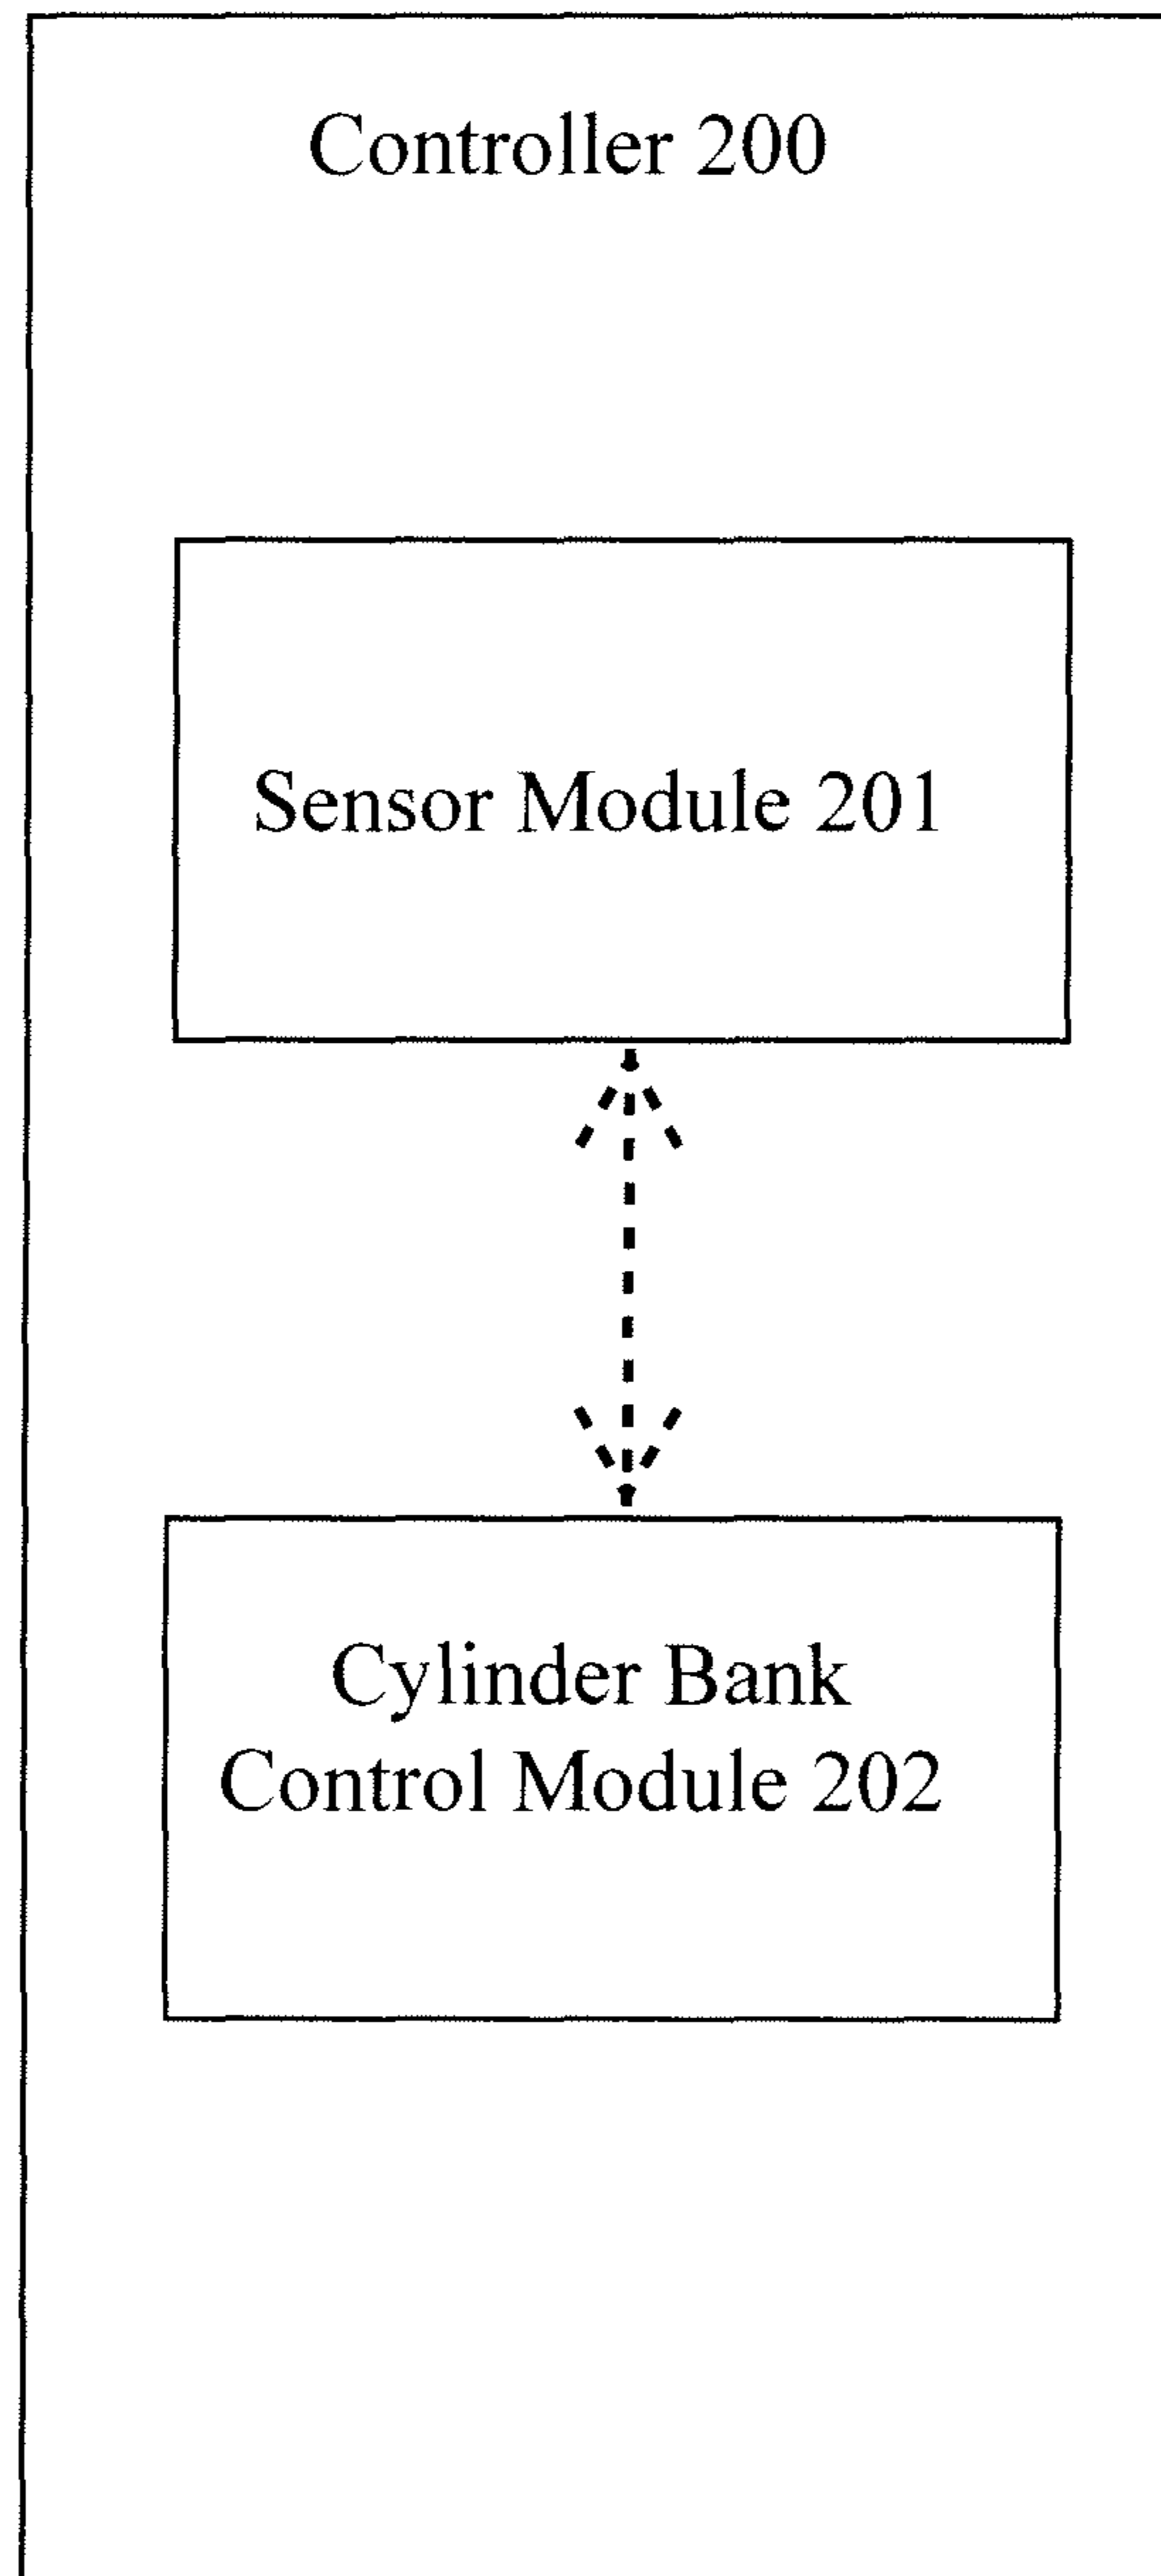 Controller 200
Sensor Module 201
Cylinder Bank
Control Module 202